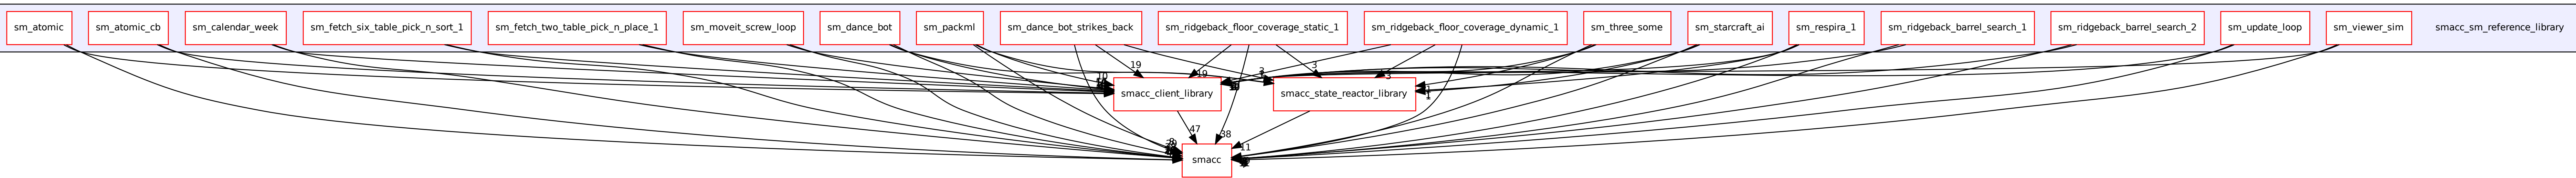 sm_atomic
sm_atomic_cb
sm_calendar_week
sm_fetch_six_table_pick_n_sort_1
sm_fetch_two_table_pick_n_place_1
sm_moveit_screw_loop
sm_dance_bot
sm_packml
sm_dance_bot_strikes_back
sm_ridgeback_floor_coverage_static_1
sm_ridgeback_floor_coverage_dynamic_1
sm_three_some
sm_starcraft_ai
sm_respira_1
sm_ridgeback_barrel_search_1
sm_ridgeback_barrel_search_2
sm_update_loop
sm_viewer_sim
smacc_sm_reference_library
19
19
3
3
smacc_client_library
smacc_state_reactor_library
1
47
38
11
smacc